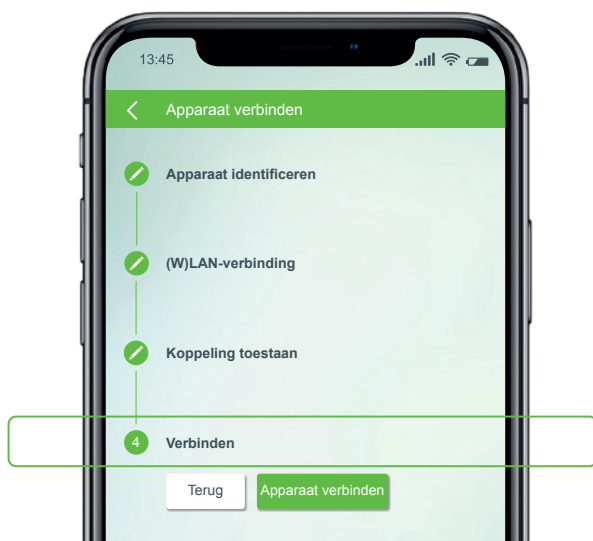 13:45
Apparaat verbinden
Apparaat identificeren
(W)LAN-verbinding
Koppeling toestaan
4 Verbinden
Terug Apparaat verbinden